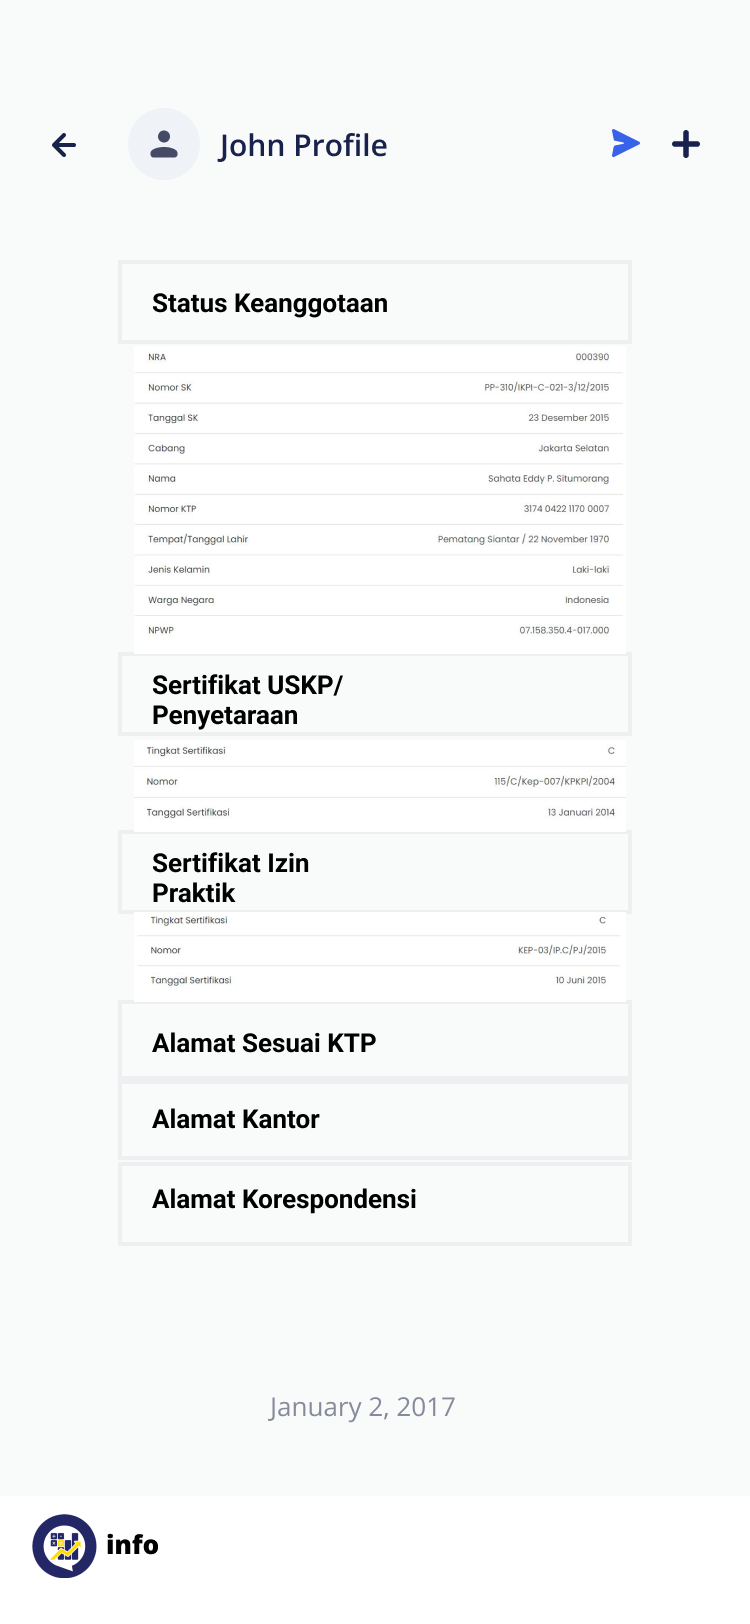 John Profile
Status Keanggotaan
NRA 000390
Nomor SK PP-310/IKPI-C-021-3/12/2015
Tanggal SK 23 Desember 2015
Cabang Jakarta Selatan
Nama Sahata Eddy P. Situmorang
Nomor KTP 3174 0422 1170 0007
Tempat/Tanggal Lahir Pematang Siantar / 22 November 1970
Jenis Kelamin Laki-laki
Warga Negara Indonesia
NPWP 07.158.350.4-017.000
Sertifikat USKP/
Penyetaraan
Tingkat Sertifikasi C
Nomor 115/C/Kep-007/KPKPI/2004
Tanggal Sertifikasi 13 Januari 2014
Sertifikat Izin
Praktik
Tingkat Sertifikasi C
Nomor KEP-03/IP.C/PJ/2015
Tanggal Sertifikasi 10 Juni 2015
Alamat Sesuai KTP
Alamat Kantor
Alamat Korespondensi
January 2, 2017
info